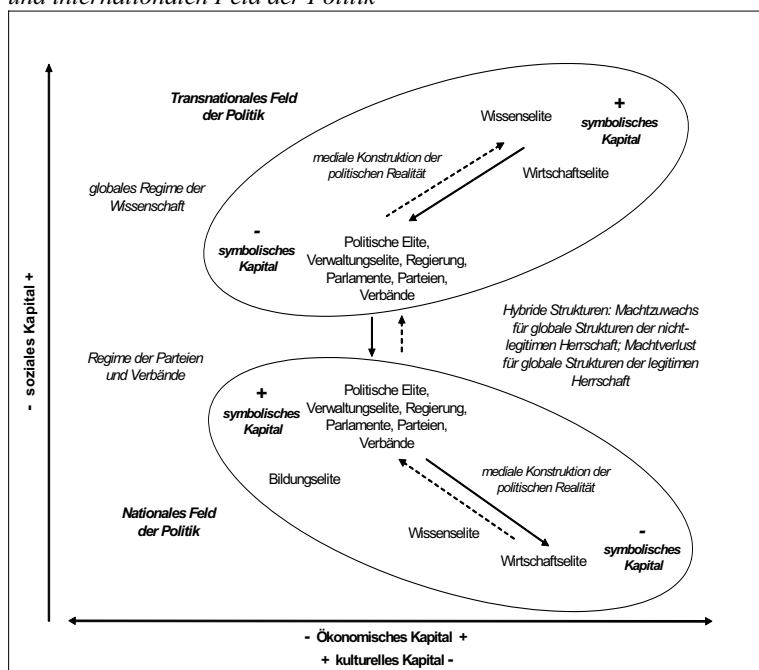 und internationalen Feld der Politik
Transnationales Feld
der Politik
Wissenselite
+
symbolisches
Kapital
mediale Konstruktion der
politischen Realität
Wirtschaftselite
globales Regime der
Wissenschaft
-
symbolisches
Kapital
Politische Elite,
Verwaltungselite, Regierung,
Parlamente, Parteien,
Verbände
Hybride Strukturen: Machtzuwachs
für globale Strukturen der nicht-
legitimen Herrschaft; Machtverlust
für globale Strukturen der legitimen
Herrschaft
- soziales Kapital +
Regime der Parteien
und Verbände
+
symbolisches
Kapital
Politische Elite,
Verwaltungselite, Regierung,
Parlamente, Parteien,
Verbände
Bildungselite
mediale Konstruktion der
politischen Realität
Nationales Feld
der Politik
Wissenselite
Wirtschaftselite
-
symbolisches
Kapital
- Ökonomisches Kapital +
+ kulturelles Kapital -